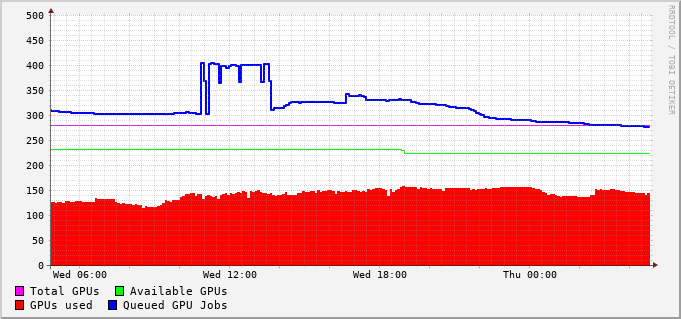 RRDTOOL / TOBI OETIKER
500
450
400
350
300
250
200
150
100
50
0
Wed 06:00 Wed 12:00 Wed 18:00 Thu 00:00
Total GPUs Available GPUs
GPUs used Queued GPU Jobs